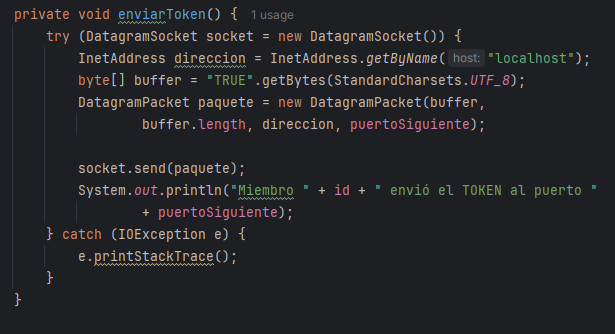 private void enviarToken() { 1 usage
try (DatagramSocket socket = new DatagramSocket()) {
InetAddress direccion = InetAddress.getByName( host: "localhost");
byte[] buffer = "TRUE".getBytes(StandardCharsets.UTF_8);
DatagramPacket paquete = new DatagramPacket(buffer,
buffer.length, direccion, puertoSiguiente);
socket.send(paquete);
System.out.println("Miembro " + id + " envió el TOKEN al puerto "
+ puertoSiguiente);
} catch (IOException e) {
e.printStackTrace();
}
}